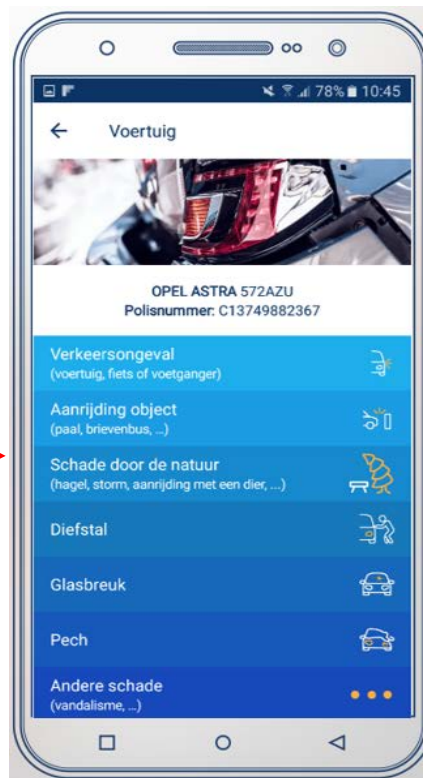 78% 10:45
Voertuig
OPEL ASTRA 572AZU
Polisnummer: C13749882367
Verkeersongeval
(voertuig, fiets of voetganger)
Aanrijding object
(paal, brievenbus, ...)
Schade door de natuur
(hagel, storm, aanrijding met een dier, ...)
Diefstal
Glasbreuk
Pech
Andere schade
(vandalisme, ...)